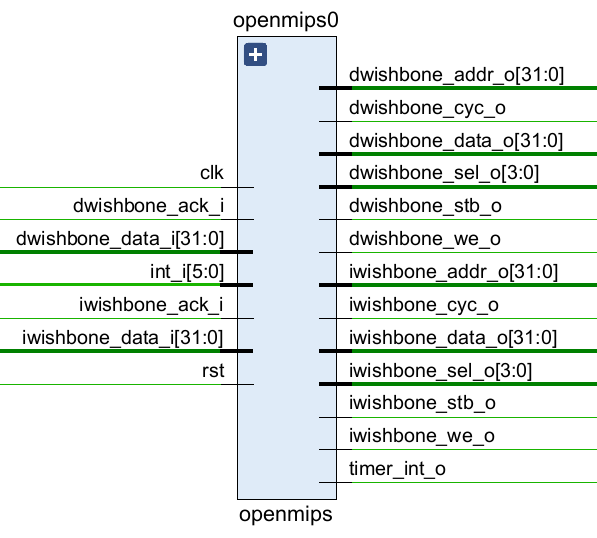 openmips0
clk
dwishbone_ack_i
dwishbone_data_i[31:0]
int_i[5:0]
iwishbone_ack_i
iwishbone_data_i[31:0]
rst
dwishbone_addr_o[31:0]
dwishbone_cyc_o
dwishbone_data_o[31:0]
dwishbone_sel_o[3:0]
dwishbone_stb_o
dwishbone_we_o
iwishbone_addr_o[31:0]
iwishbone_cyc_o
iwishbone_data_o[31:0]
iwishbone_sel_o[3:0]
iwishbone_stb_o
iwishbone_we_o
timer_int_o
openmips